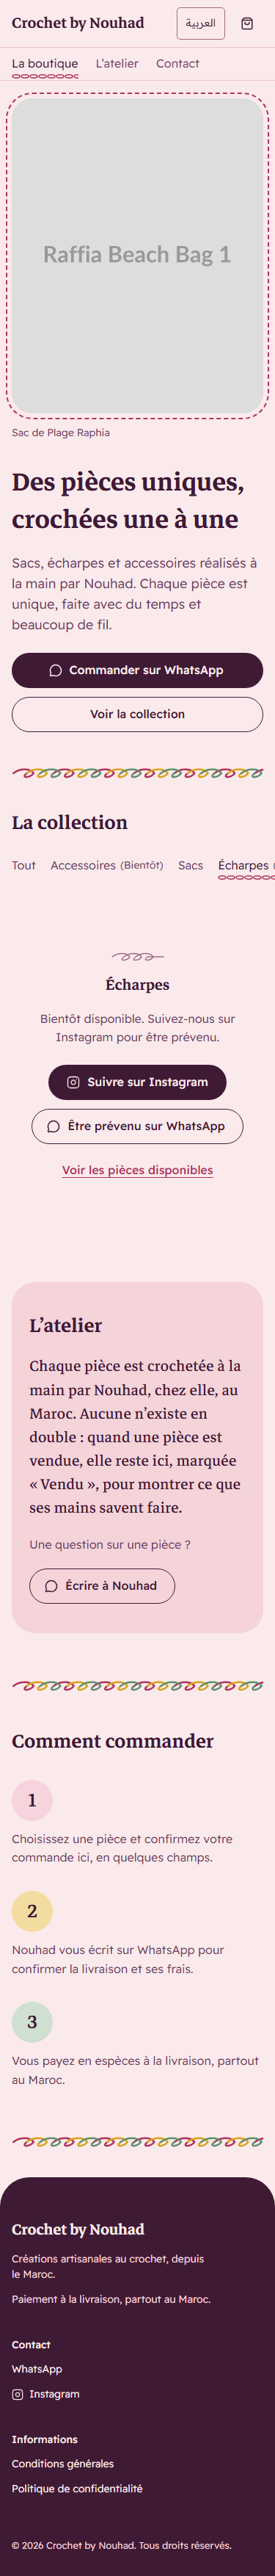 Crochet by Nouhad
العربية
La boutique
L’atelier
Contact
Raffia Beach Bag 1
Sac de Plage Raphia
Des pièces uniques,
crochées une à une
Sacs, écharpes et accessoires réalisés à
la main par Nouhad. Chaque pièce est
unique, faite avec du temps et
beaucoup de fil.
Commander sur WhatsApp
Voir la collection
La collection
Tout
Accessoires (Bientôt)
Sacs
Écharpes (
Écharpes
Bientôt disponible. Suivez-nous sur
Instagram pour être prévenu.
Suivre sur Instagram
Être prévenu sur WhatsApp
Voir les pièces disponibles
L’atelier
Chaque pièce est crochetée à la
main par Nouhad, chez elle, au
Maroc. Aucune n’existe en
double : quand une pièce est
vendue, elle reste ici, marquée
« Vendu », pour montrer ce que
ses mains savent faire.
Une question sur une pièce ?
Écrire à Nouhad
Comment commander
1
Choisissez une pièce et confirmez votre
commande ici, en quelques champs.
2
Nouhad vous écrit sur WhatsApp pour
confirmer la livraison et ses frais.
3
Vous payez en espèces à la livraison, partout
au Maroc.
Crochet by Nouhad
Créations artisanales au crochet, depuis
le Maroc.
Paiement à la livraison, partout au Maroc.
Contact
WhatsApp
Instagram
Informations
Conditions générales
Politique de confidentialité
© 2026 Crochet by Nouhad. Tous droits réservés.